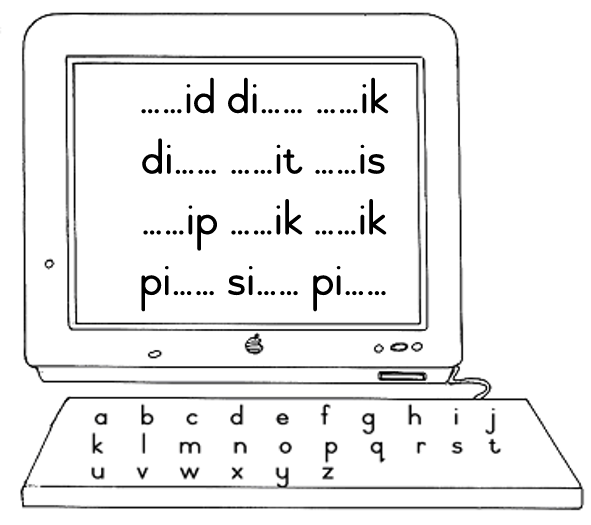 ......id di...... ......ik
di...... ......it ......is
......ip ......ik ......ik
pi...... si...... pi......
a b c d e f g h i j
k l m n o p q r s t
u v w x y z